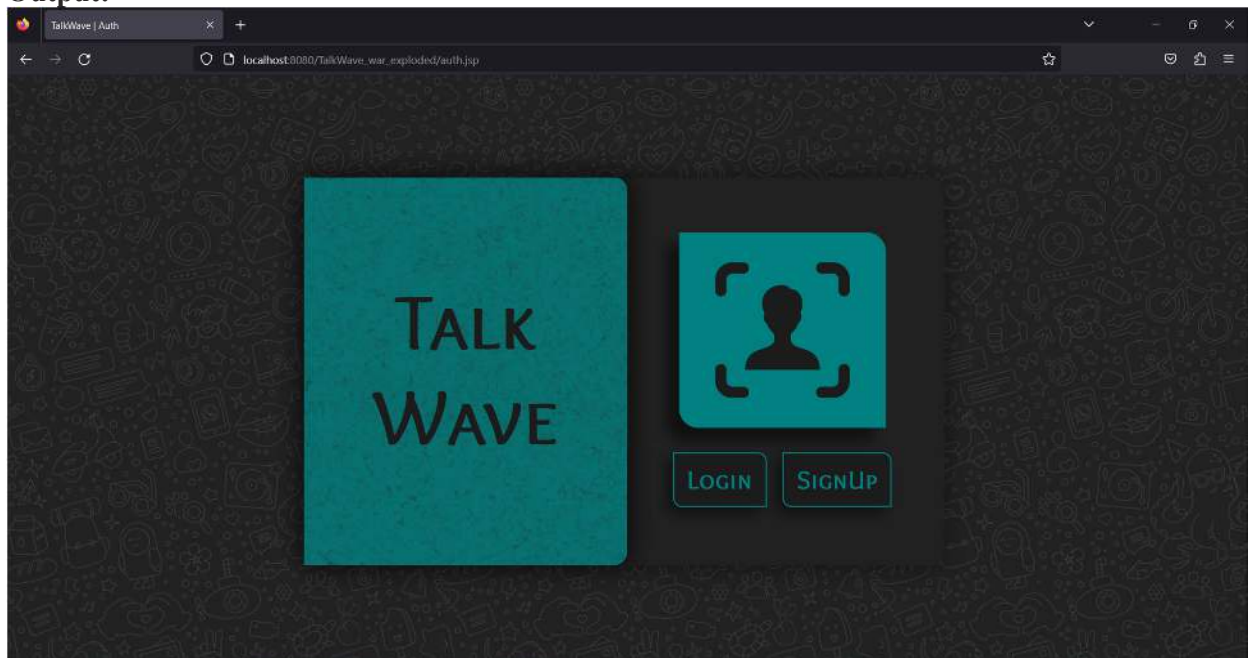 Output:
TalkWave | Auth
localhost:8080/TalkWave_war_exploded/auth.jsp
TALK
WAVE
LOGIN
SIGNUP